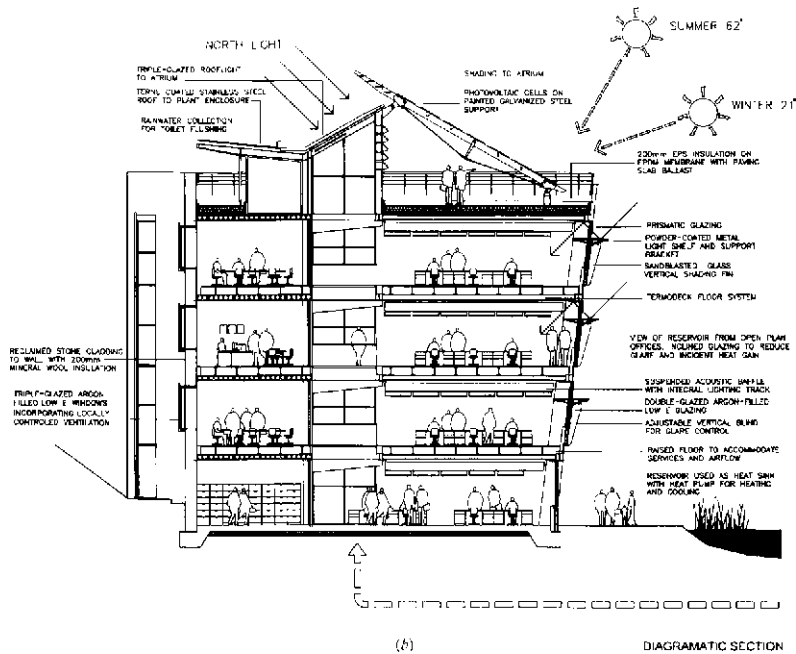 NORTH LIGHT
TRIPLE-GLAZED ROOFLIGHT
TO ATRIUM
TERNE COATED STAINLESS STEEL
ROOF TO PLANT ENCLOSURE
RAINWATER COLLECTION
FOR TOILET FLUSHING
SHADING TO ATRIUM
PHOTOVOLTAIC CELLS ON
PAINTED GALVANIZED STEEL
SUPPORT
SUMMER 62°
WINTER 21°
200mm EPS INSULATION ON
EPDM MEMBRANE WITH PAVING
SLAB BALLAST
PRISMATIC GLAZING
POWDER-COATED METAL
LIGHT SHELF AND SUPPORT
BRACKET
SANDBLASTED GLASS
VERTICAL SHADING FIN
TERMODECK FLOOR SYSTEM
VIEW OF RESERVOIR FROM OPEN PLAN
OFFICES, INCLINED GLAZING TO REDUCE
GLARE AND INCIDENT HEAT GAIN
SUSPENDED ACOUSTIC BAFFLE
WITH INTEGRAL LIGHTING TRACK
DOUBLE-GLAZED ARGON-FILLED
LOW E GLAZING
ADJUSTABLE VERTICAL BLIND
FOR GLARE CONTROL
RAISED FLOOR TO ACCOMMODATE
SERVICES AND AIRFLOW
RESERVOIR USED AS HEAT SINK
WITH HEAT PUMP FOR HEATING
AND COOLING
RECLAIMED STONE CLADDING
TO WALL WITH 200mm
MINERAL WOOL INSULATION
TRIPLE-GLAZED ARGON
FILLED LOW E WINDOWS
INCORPORATING LOCALLY
CONTROLED VENTILATION
(b)
DIAGRAMATIC SECTION